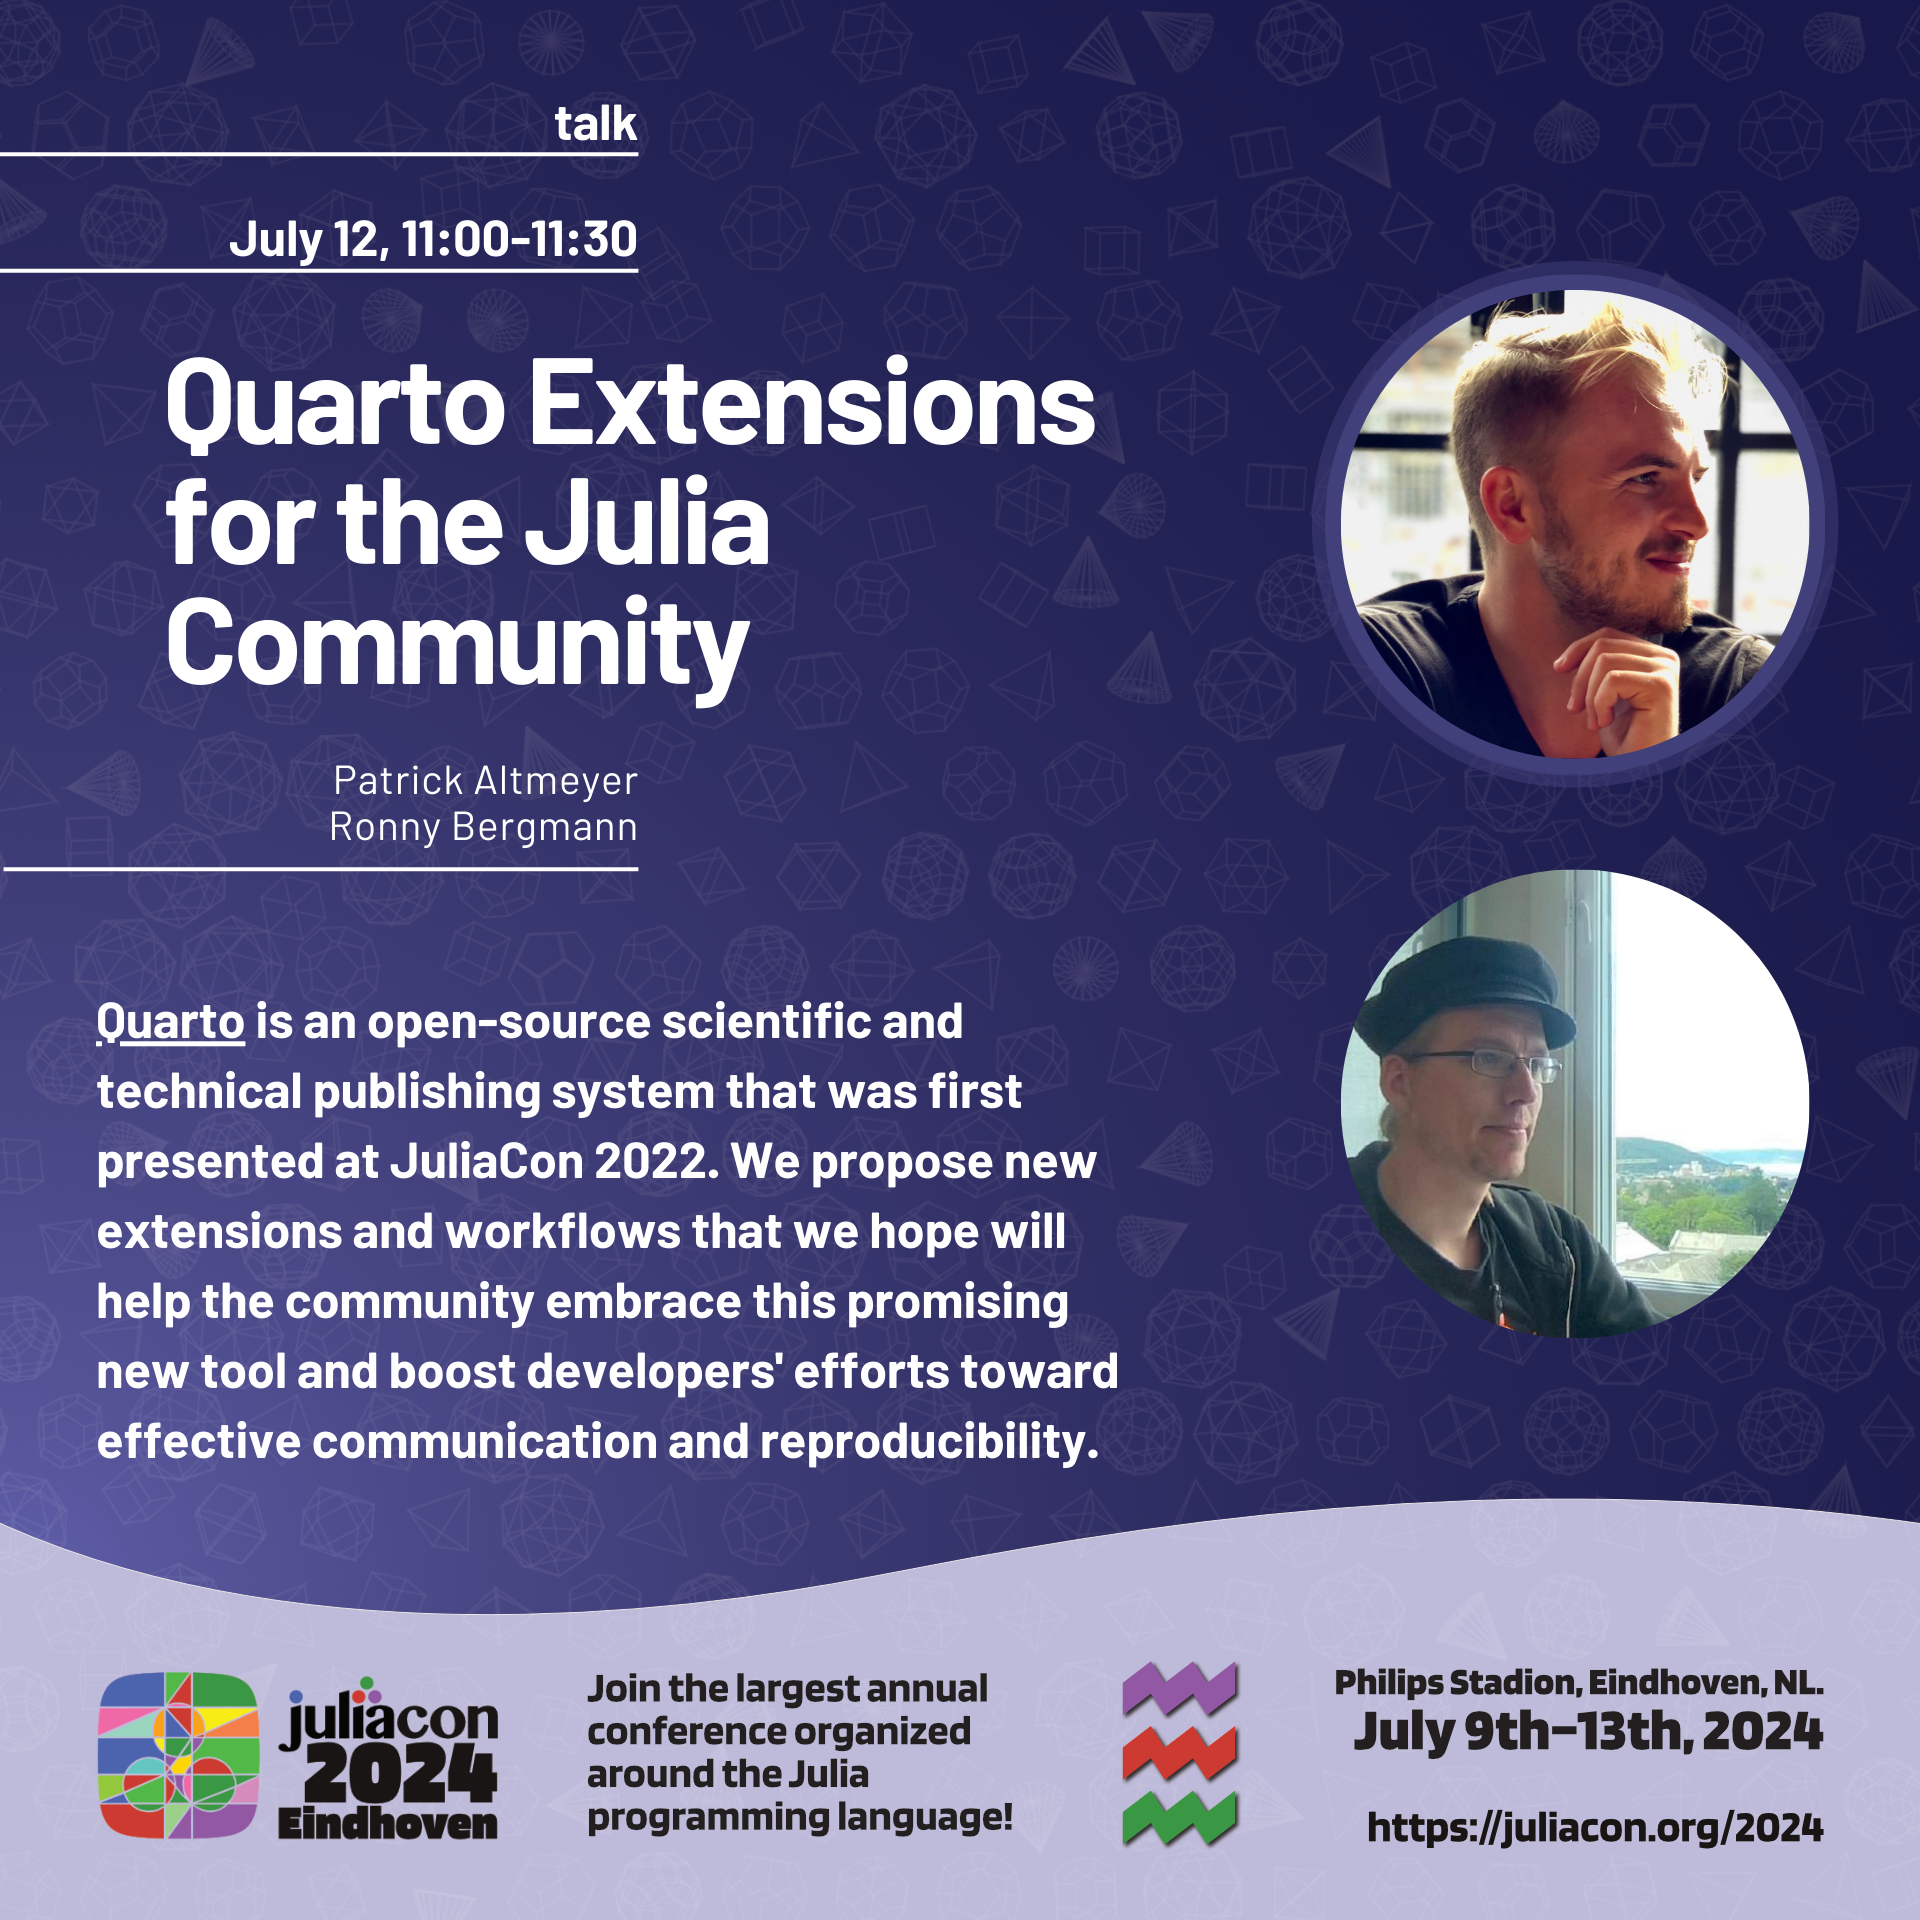 talk
July 12, 11:00-11:30
Quarto Extensions
for the Julia
Community
Patrick Altmeyer
Ronny Bergmann
Quarto is an open-source scientific and
technical publishing system that was first
presented at JuliaCon 2022. We propose new
extensions and workflows that we hope will
help the community embrace this promising
new tool and boost developers' efforts toward
effective communication and reproducibility.
juliacon
2024
Eindhoven
Join the largest annual
conference organized
around the Julia
programming language!
Philips Stadion, Eindhoven, NL.
July 9th–13th, 2024
https://juliacon.org/2024